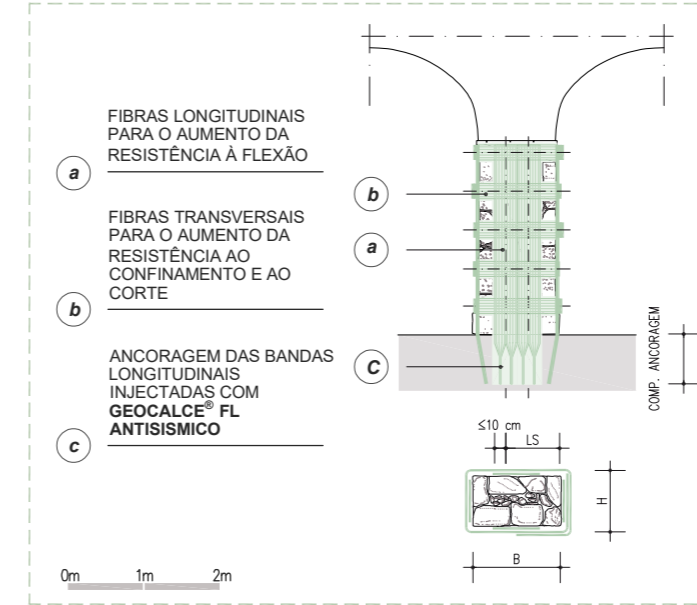 FIBRAS LONGITUDINAIS
PARA O AUMENTO DA
RESISTÊNCIA À FLEXÃO
a
FIBRAS TRANSVERSAIS
PARA O AUMENTO DA
RESISTÊNCIA AO
CONFINAMENTO E AO
CORTE
b
ANCORAGEM DAS BANDAS
LONGITUDINAIS
INJECTADAS COM
GEOCALCE® FL
ANTISISMICO
c
0m 1m 2m
b
a
C
COMP. ANCORAGEM
≤10 cm
LS
H
B